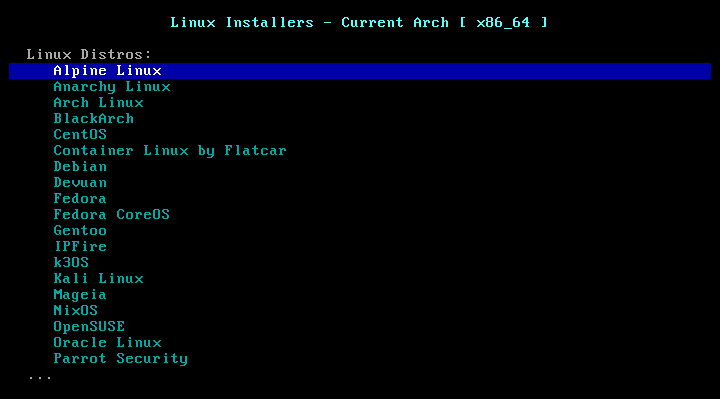 Linux Installers - Current Arch [ x86_64 ]
Linux Distros:
Alpine Linux
Anarchy Linux
Arch Linux
BlackArch
CentOS
Container Linux by Flatcar
Debian
Devuan
Fedora
Fedora CoreOS
Gentoo
IPFire
k3OS
Kali Linux
Mageia
NixOS
OpenSUSE
Oracle Linux
Parrot Security
...